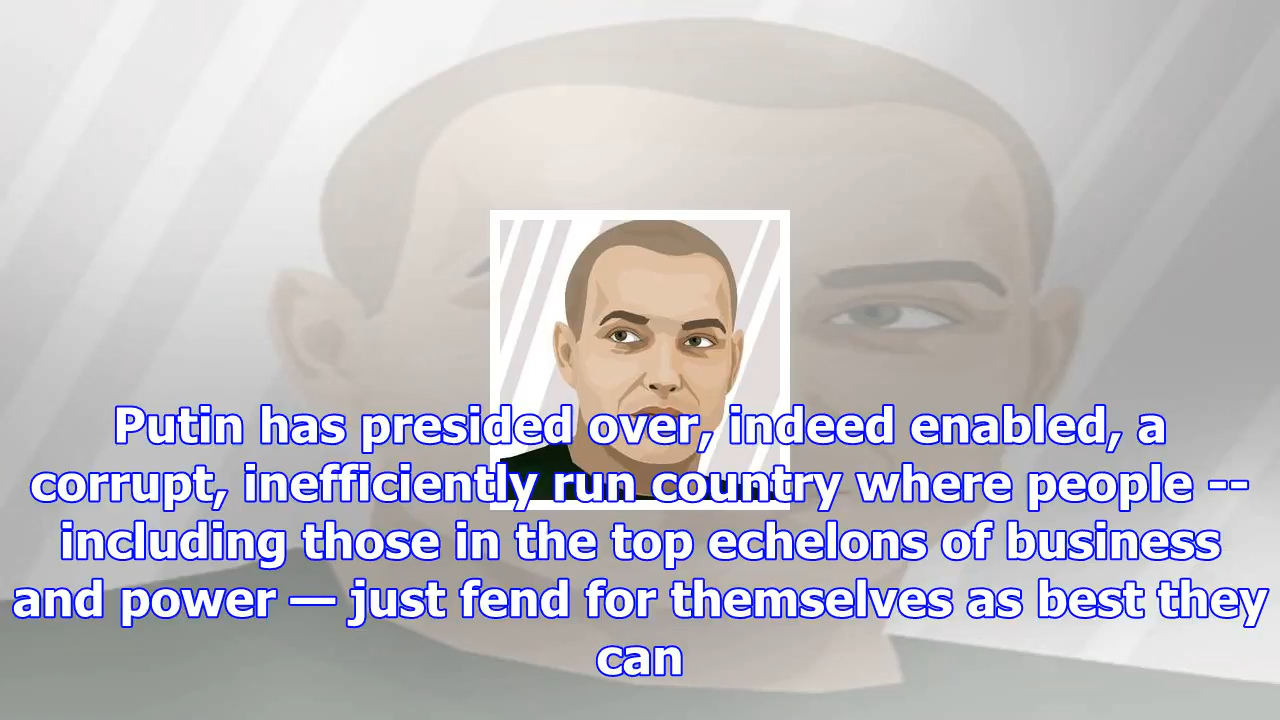 Putin has presided over, indeed enabled, a
corrupt, inefficiently run country where people --
including those in the top echelons of business
and power — just fend for themselves as best they
can